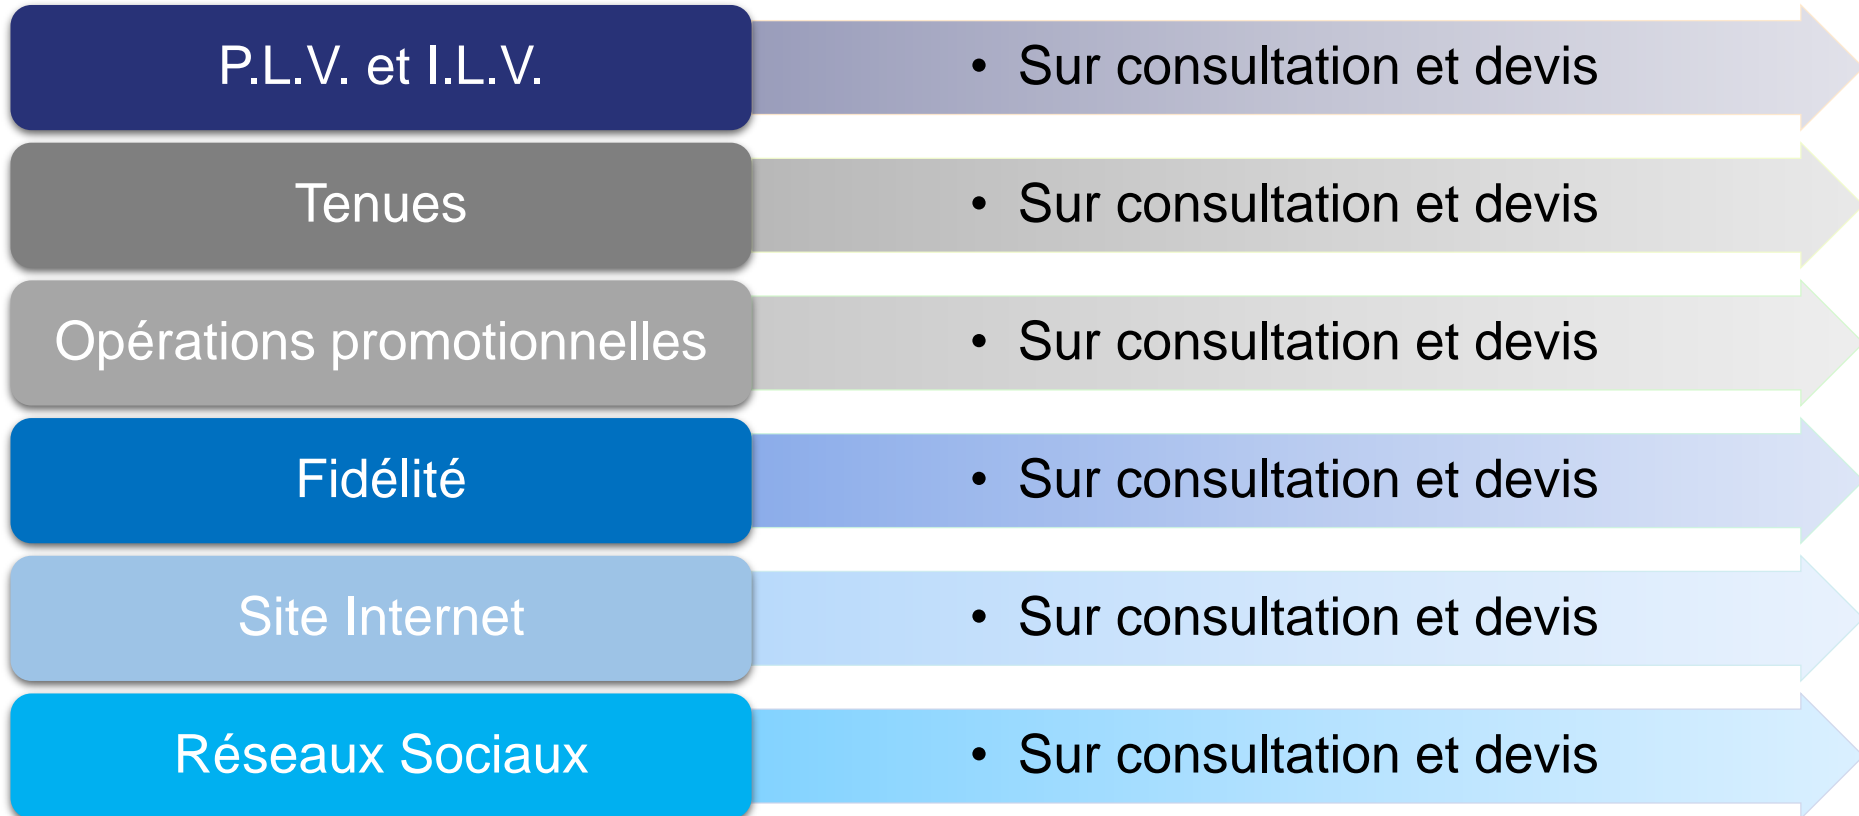 P.L.V. et I.L.V.
• Sur consultation et devis
Tenues
• Sur consultation et devis
Opérations promotionnelles
• Sur consultation et devis
Fidélité
• Sur consultation et devis
Site Internet
• Sur consultation et devis
Réseaux Sociaux
• Sur consultation et devis